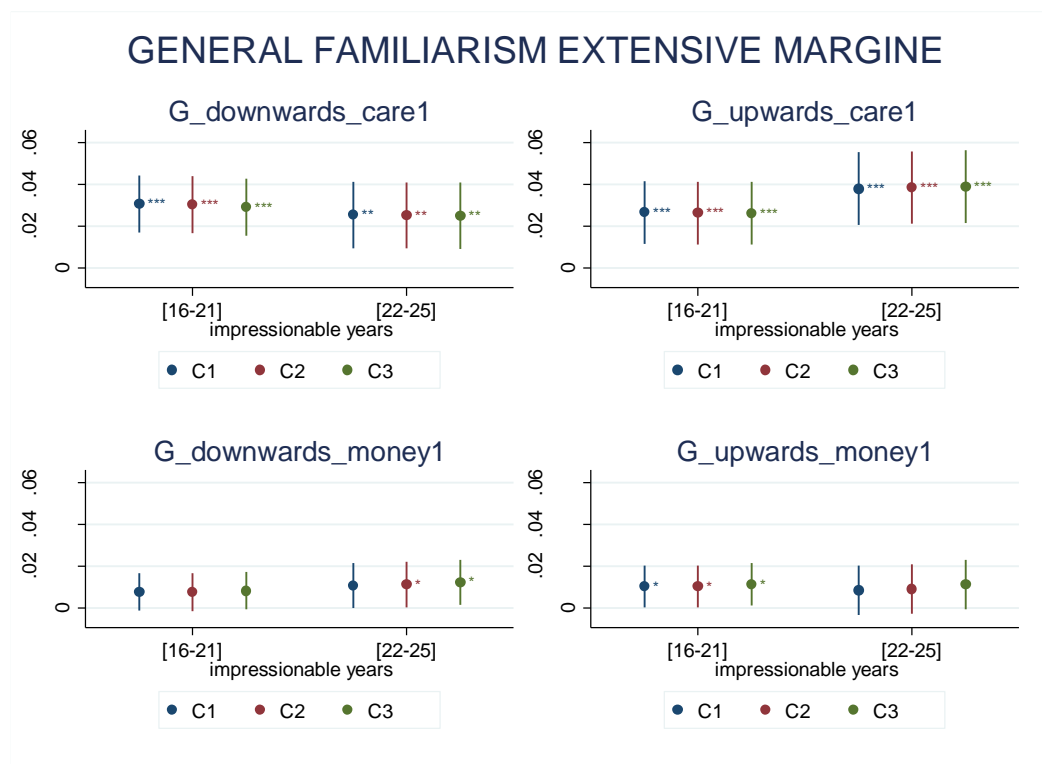 GENERAL FAMILIARISM EXTENSIVE MARGINE
G_downwards_care1
.06
.04
.02
0
*** *** *** ** ** **
[16-21] [22-25]
impressionable years
C1 C2 C3
G_upwards_care1
.06
.04
.02
0
*** *** *** *** *** ***
[16-21] [22-25]
impressionable years
C1 C2 C3
G_downwards_money1
.06
.04
.02
0
* *
[16-21] [22-25]
impressionable years
C1 C2 C3
G_upwards_money1
.06
.04
.02
0
* * *
[16-21] [22-25]
impressionable years
C1 C2 C3